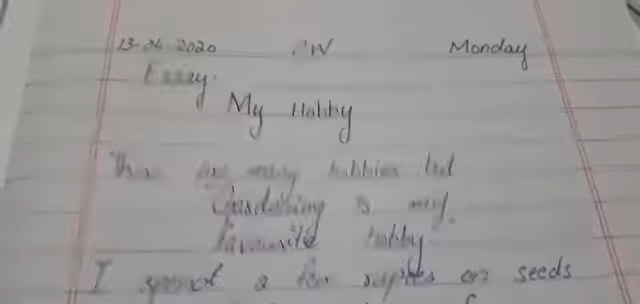 13-04-2020 CW Monday
Essay.
My Hobby
There are many hobbies but
Gardening is my
favourite hobby
I spend a few rupees on seeds